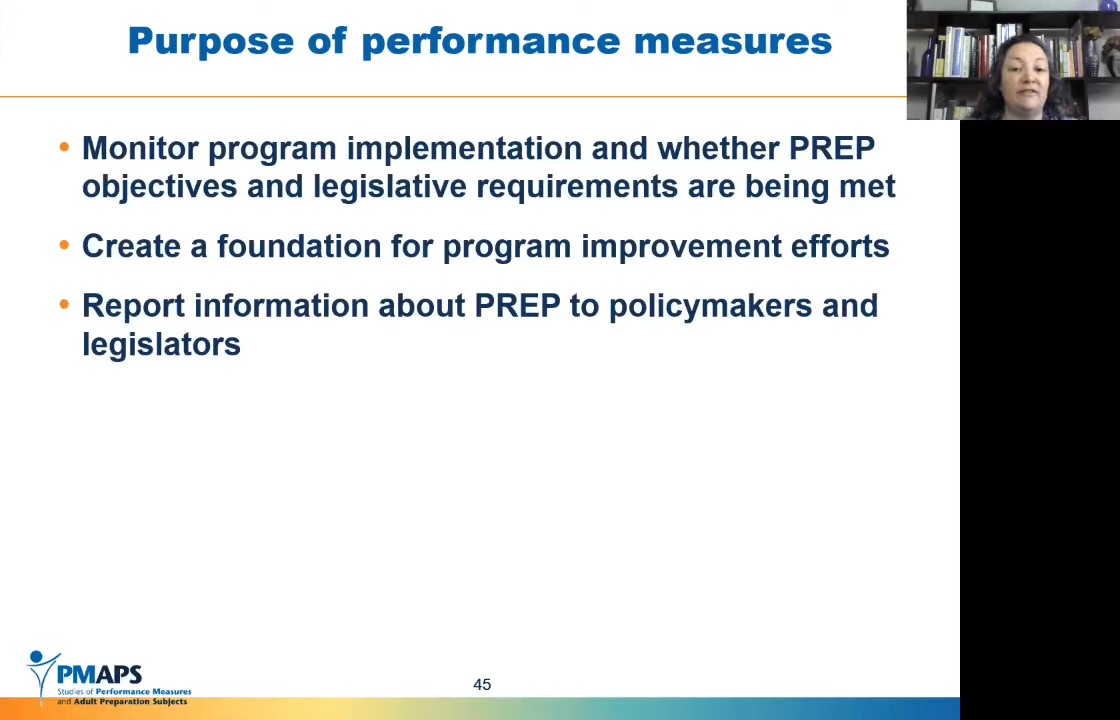 Purpose of performance measures
• Monitor program implementation and whether PREP
objectives and legislative requirements are being met
• Create a foundation for program improvement efforts
• Report information about PREP to policymakers and
legislators
PMAPS
Studies of Performance Measures
and Adult Preparation Subjects
45